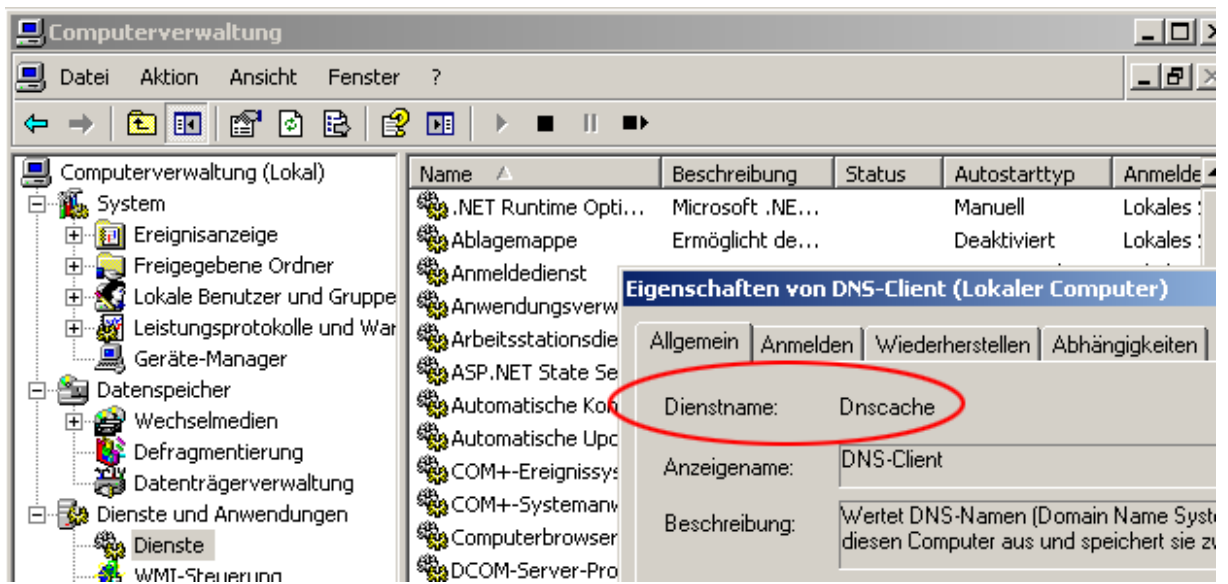 Computerverwaltung
Datei Aktion Ansicht Fenster ?
Computerverwaltung (Lokal)
System
Ereignisanzeige
Freigegebene Ordner
Lokale Benutzer und Gruppe
Leistungsprotokolle und War
Geräte-Manager
Datenspeicher
Wechselmedien
Defragmentierung
Datenträgerverwaltung
Dienste und Anwendungen
Dienste
WMI-Steuerung
Name Beschreibung Status Autostarttyp Anmelde
.NET Runtime Opti... Microsoft .NE... Manuell Lokales
Ablagemappe Ermöglicht de... Deaktiviert Lokales
Anmeldedienst
Anwendungsverw
Arbeitsstationsdie
ASP.NET State Se
Automatische Kon
Automatische Upd
COM+-Ereignissys
COM+-Systemanw
Computerbrowser
DCOM-Server-Pro
Eigenschaften von DNS-Client (Lokaler Computer)
Allgemein Anmelden Wiederherstellen Abhängigkeiten
Dienstname: Dnscache
Anzeigename: DNS-Client
Beschreibung: Wertet DNS-Namen (Domain Name Syste
diesen Computer aus und speichert sie zw